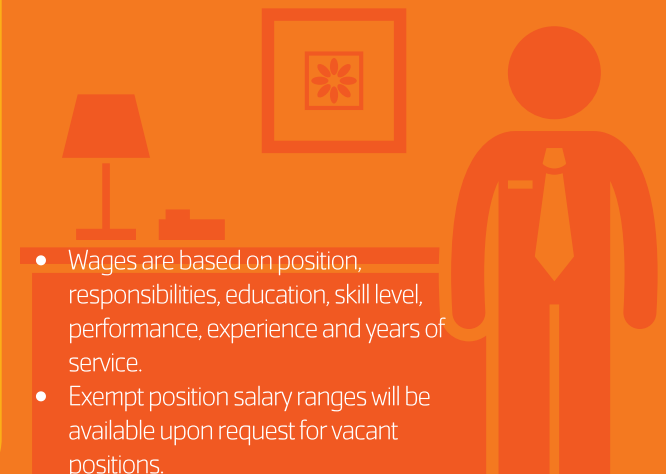 • Wages are based on position,
responsibilities, education, skill level,
performance, experience and years of
service.
• Exempt position salary ranges will be
available upon request for vacant
positions.